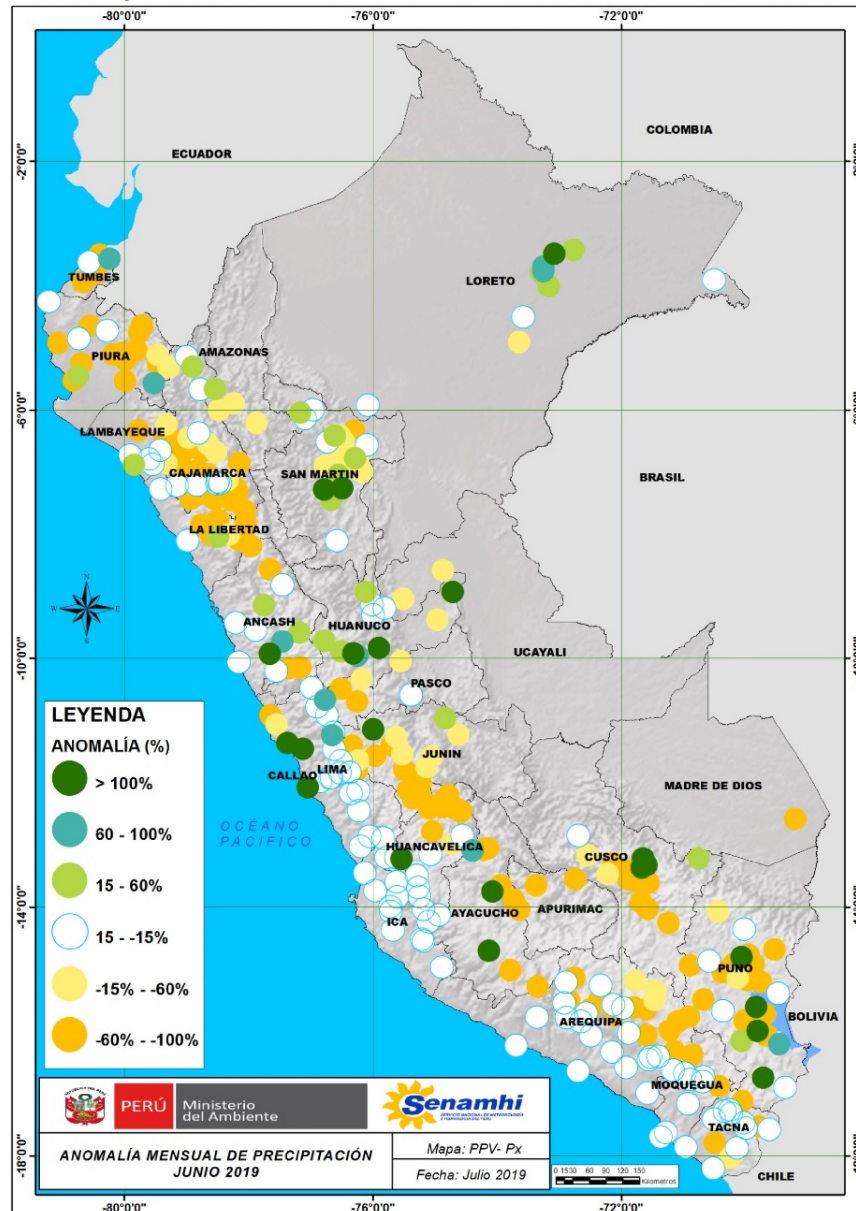 -80°0'0"
-76°0'0"
-72°0'0"
COLOMBIA
ECUADOR
-2°0'0"
TUMBES
LORETO
PIURA
AMAZONAS
-6°0'0"
LAMBAYEQUE
CAJAMARCA
SAN MARTIN
BRASIL
LA LIBERTAD
N
W
E
S
ANCASH
HUANUCO
UCAYALI
-10°0'0"
PASCO
LEYENDA
ANOMALÍA (%)
> 100%
60 - 100%
15 - 60%
15 - -15%
-15% - -60%
-60% - -100%
JUNIN
LIMA
CALLAO
MADRE DE DIOS
OCÉANO
PACIFICO
HUANCAVELICA
CUSCO
-14°0'0"
ICA
AYACUCHO
APURIMAC
PUNO
AREQUIPA
BOLIVIA
MOQUEGUA
TACNA
PERÚ
Ministerio
del Ambiente
Senamhi
ANOMALÍA MENSUAL DE PRECIPITACIÓN
JUNIO 2019
Mapa: PPV- Px
Fecha: Julio 2019
0 1530 60 90 120 150
Kilometros
-18°0'0"
CHILE
-80°0'0"
-76°0'0"
-72°0'0"